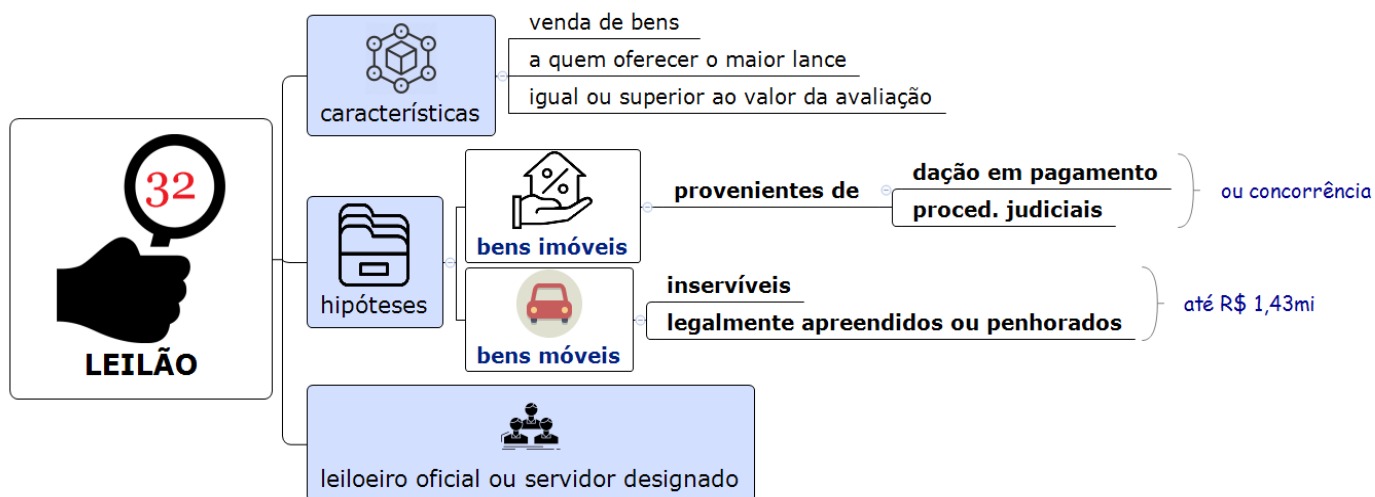 32
LEILÃO
características
venda de bens
a quem oferecer o maior lance
igual ou superior ao valor da avaliação
hipóteses
bens imóveis
provenientes de
dação em pagamento
proced. judiciais
ou concorrência
bens móveis
inservíveis
legalmente apreendidos ou penhorados
até R$ 1,43mi
leiloeiro oficial ou servidor designado